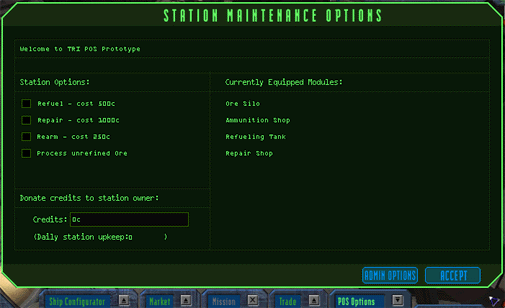 STATION MAINTENANCE OPTIONS
Welcome to TRI POS Prototype
Station Options:
Refuel - cost 500c
Repair - cost 1000c
Rearm - cost 250c
Process unrefined Ore
Currently Equipped Modules:
Ore Silo
Ammunition Shop
Refueling Tank
Repair Shop
Donate credits to station owner:
Credits: 0c
(Daily station upkeep:0 )
ADMIN OPTIONS
ACCEPT
Ship Configurator
Market
Mission
Trade
POS Options